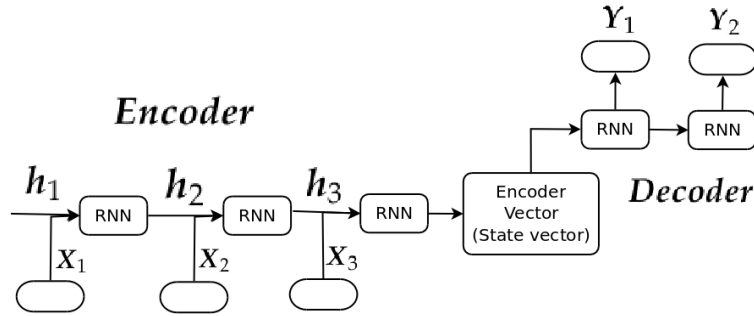 Y₁ Y₂
Encoder
RNN RNN
h₁ h₂ h₃
Encoder
Vector
(State vector)
Decoder
RNN RNN RNN
X₁ X₂ X₃